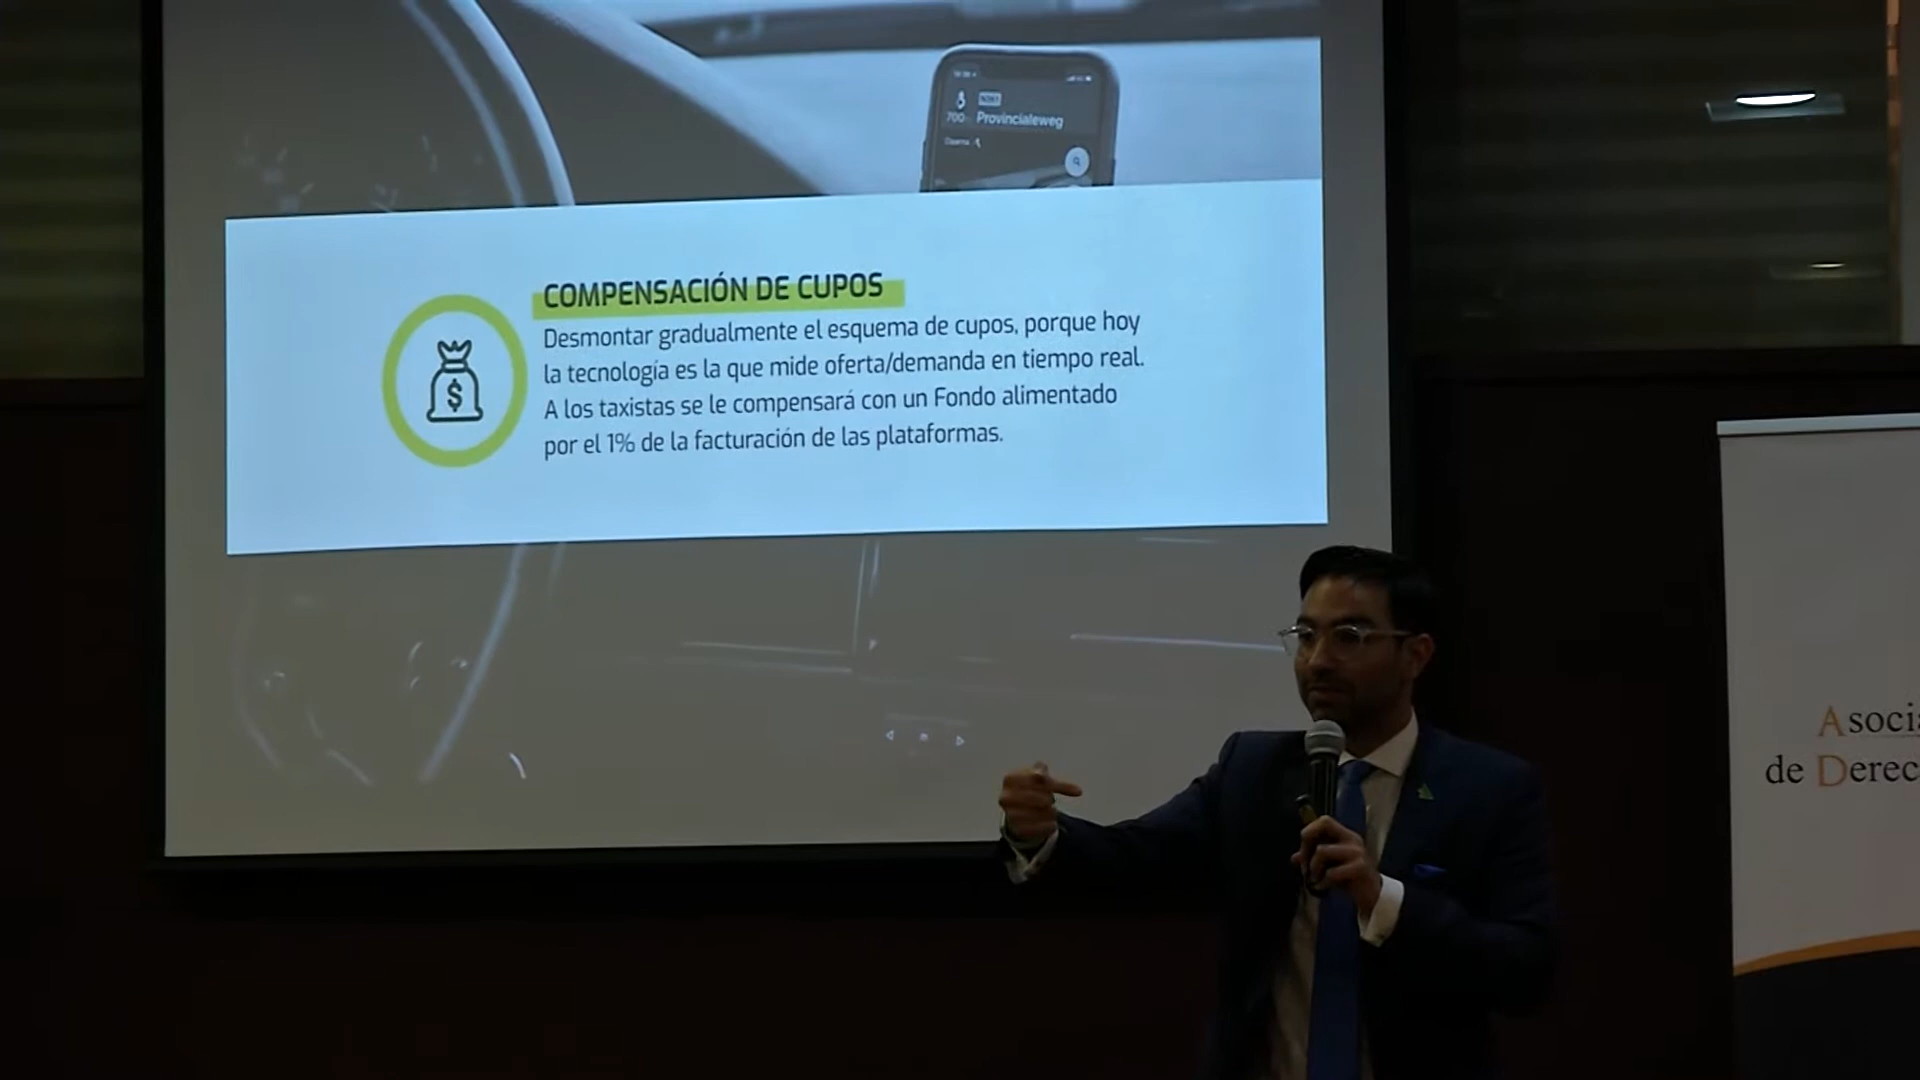 700
Provincialeweg
COMPENSACIÓN DE CUPOS
Desmontar gradualmente el esquema de cupos, porque hoy
la tecnología es la que mide oferta/demanda en tiempo real.
A los taxistas se le compensará con un Fondo alimentado
por el 1% de la facturación de las plataformas.
$
Asocia
de Derec